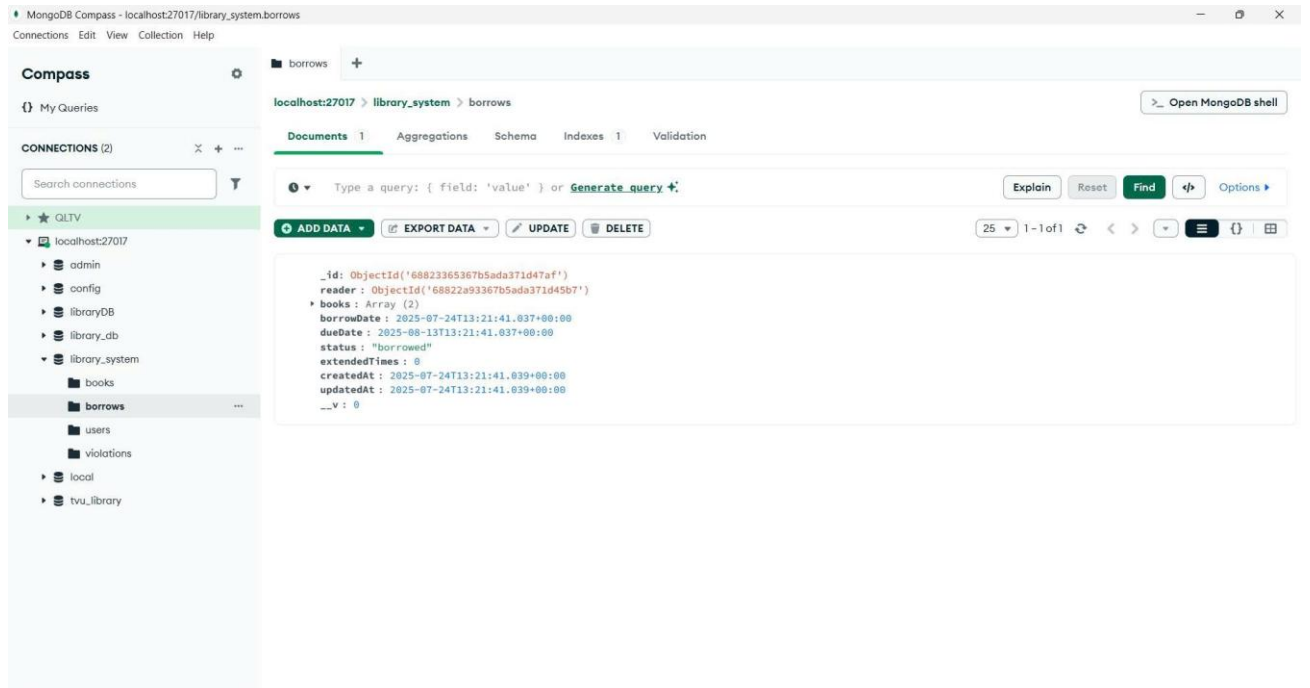 MongoDB Compass - localhost:27017/library_system.borrows
Connections Edit View Collection Help
Compass
{} My Queries
CONNECTIONS (2)
Search connections
QLTV
localhost:27017
admin
config
libraryDB
library_db
library_system
books
borrows
users
violations
local
tvu_library
borrows
localhost:27017 > library_system > borrows
>_ Open MongoDB shell
Documents 1 Aggregations Schema Indexes 1 Validation
Type a query: { field: 'value' } or Generate query
Explain Reset Find </> Options
ADD DATA EXPORT DATA UPDATE DELETE
25 1-1 of 1 {}
_id: ObjectId('68823365367b5ada371d47af')
reader : ObjectId('68822a93367b5ada371d45b7')
books : Array (2)
borrowDate : 2025-07-24T13:21:41.037+00:00
dueDate : 2025-08-13T13:21:41.037+00:00
status : "borrowed"
extendedTimes : 0
createdAt : 2025-07-24T13:21:41.039+00:00
updatedAt : 2025-07-24T13:21:41.039+00:00
__v : 0